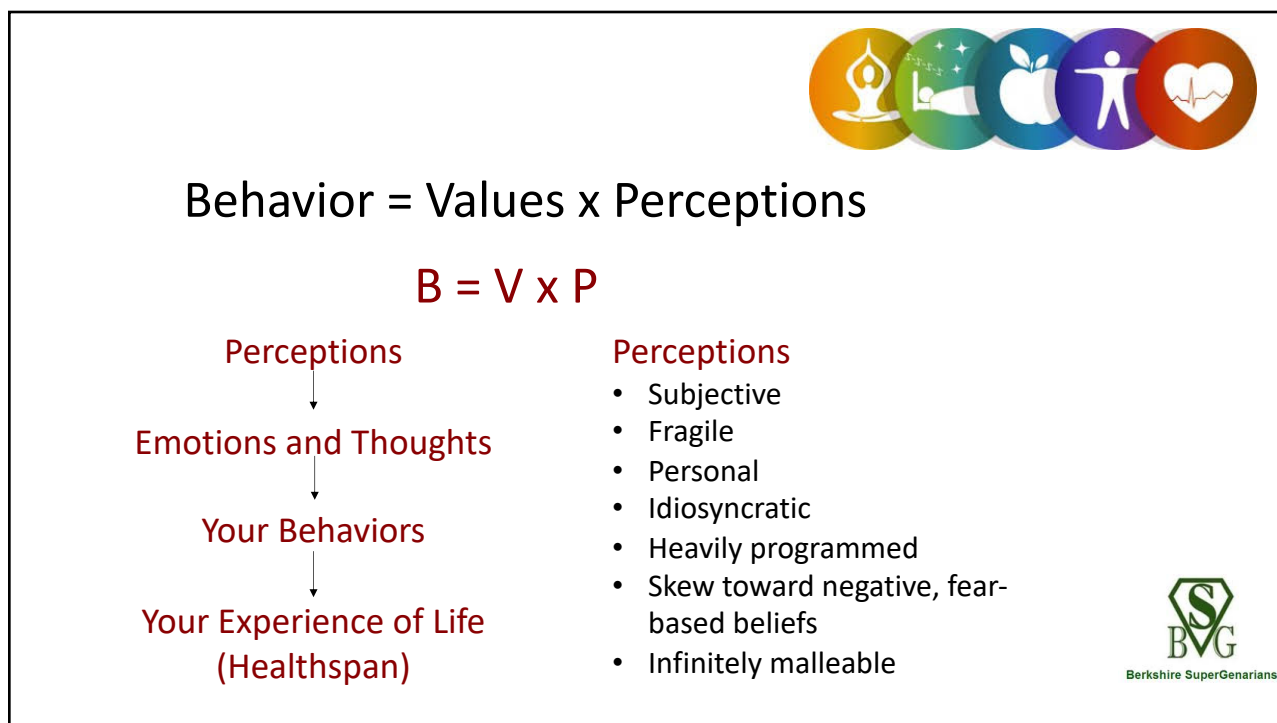 Behavior = Values x Perceptions
B = V x P
Perceptions
Emotions and Thoughts
Your Behaviors
Your Experience of Life
(Healthspan)
Perceptions
• Subjective
• Fragile
• Personal
• Idiosyncratic
• Heavily programmed
• Skew toward negative, fear-
based beliefs
• Infinitely malleable
S
B G
Berkshire SuperGenarians